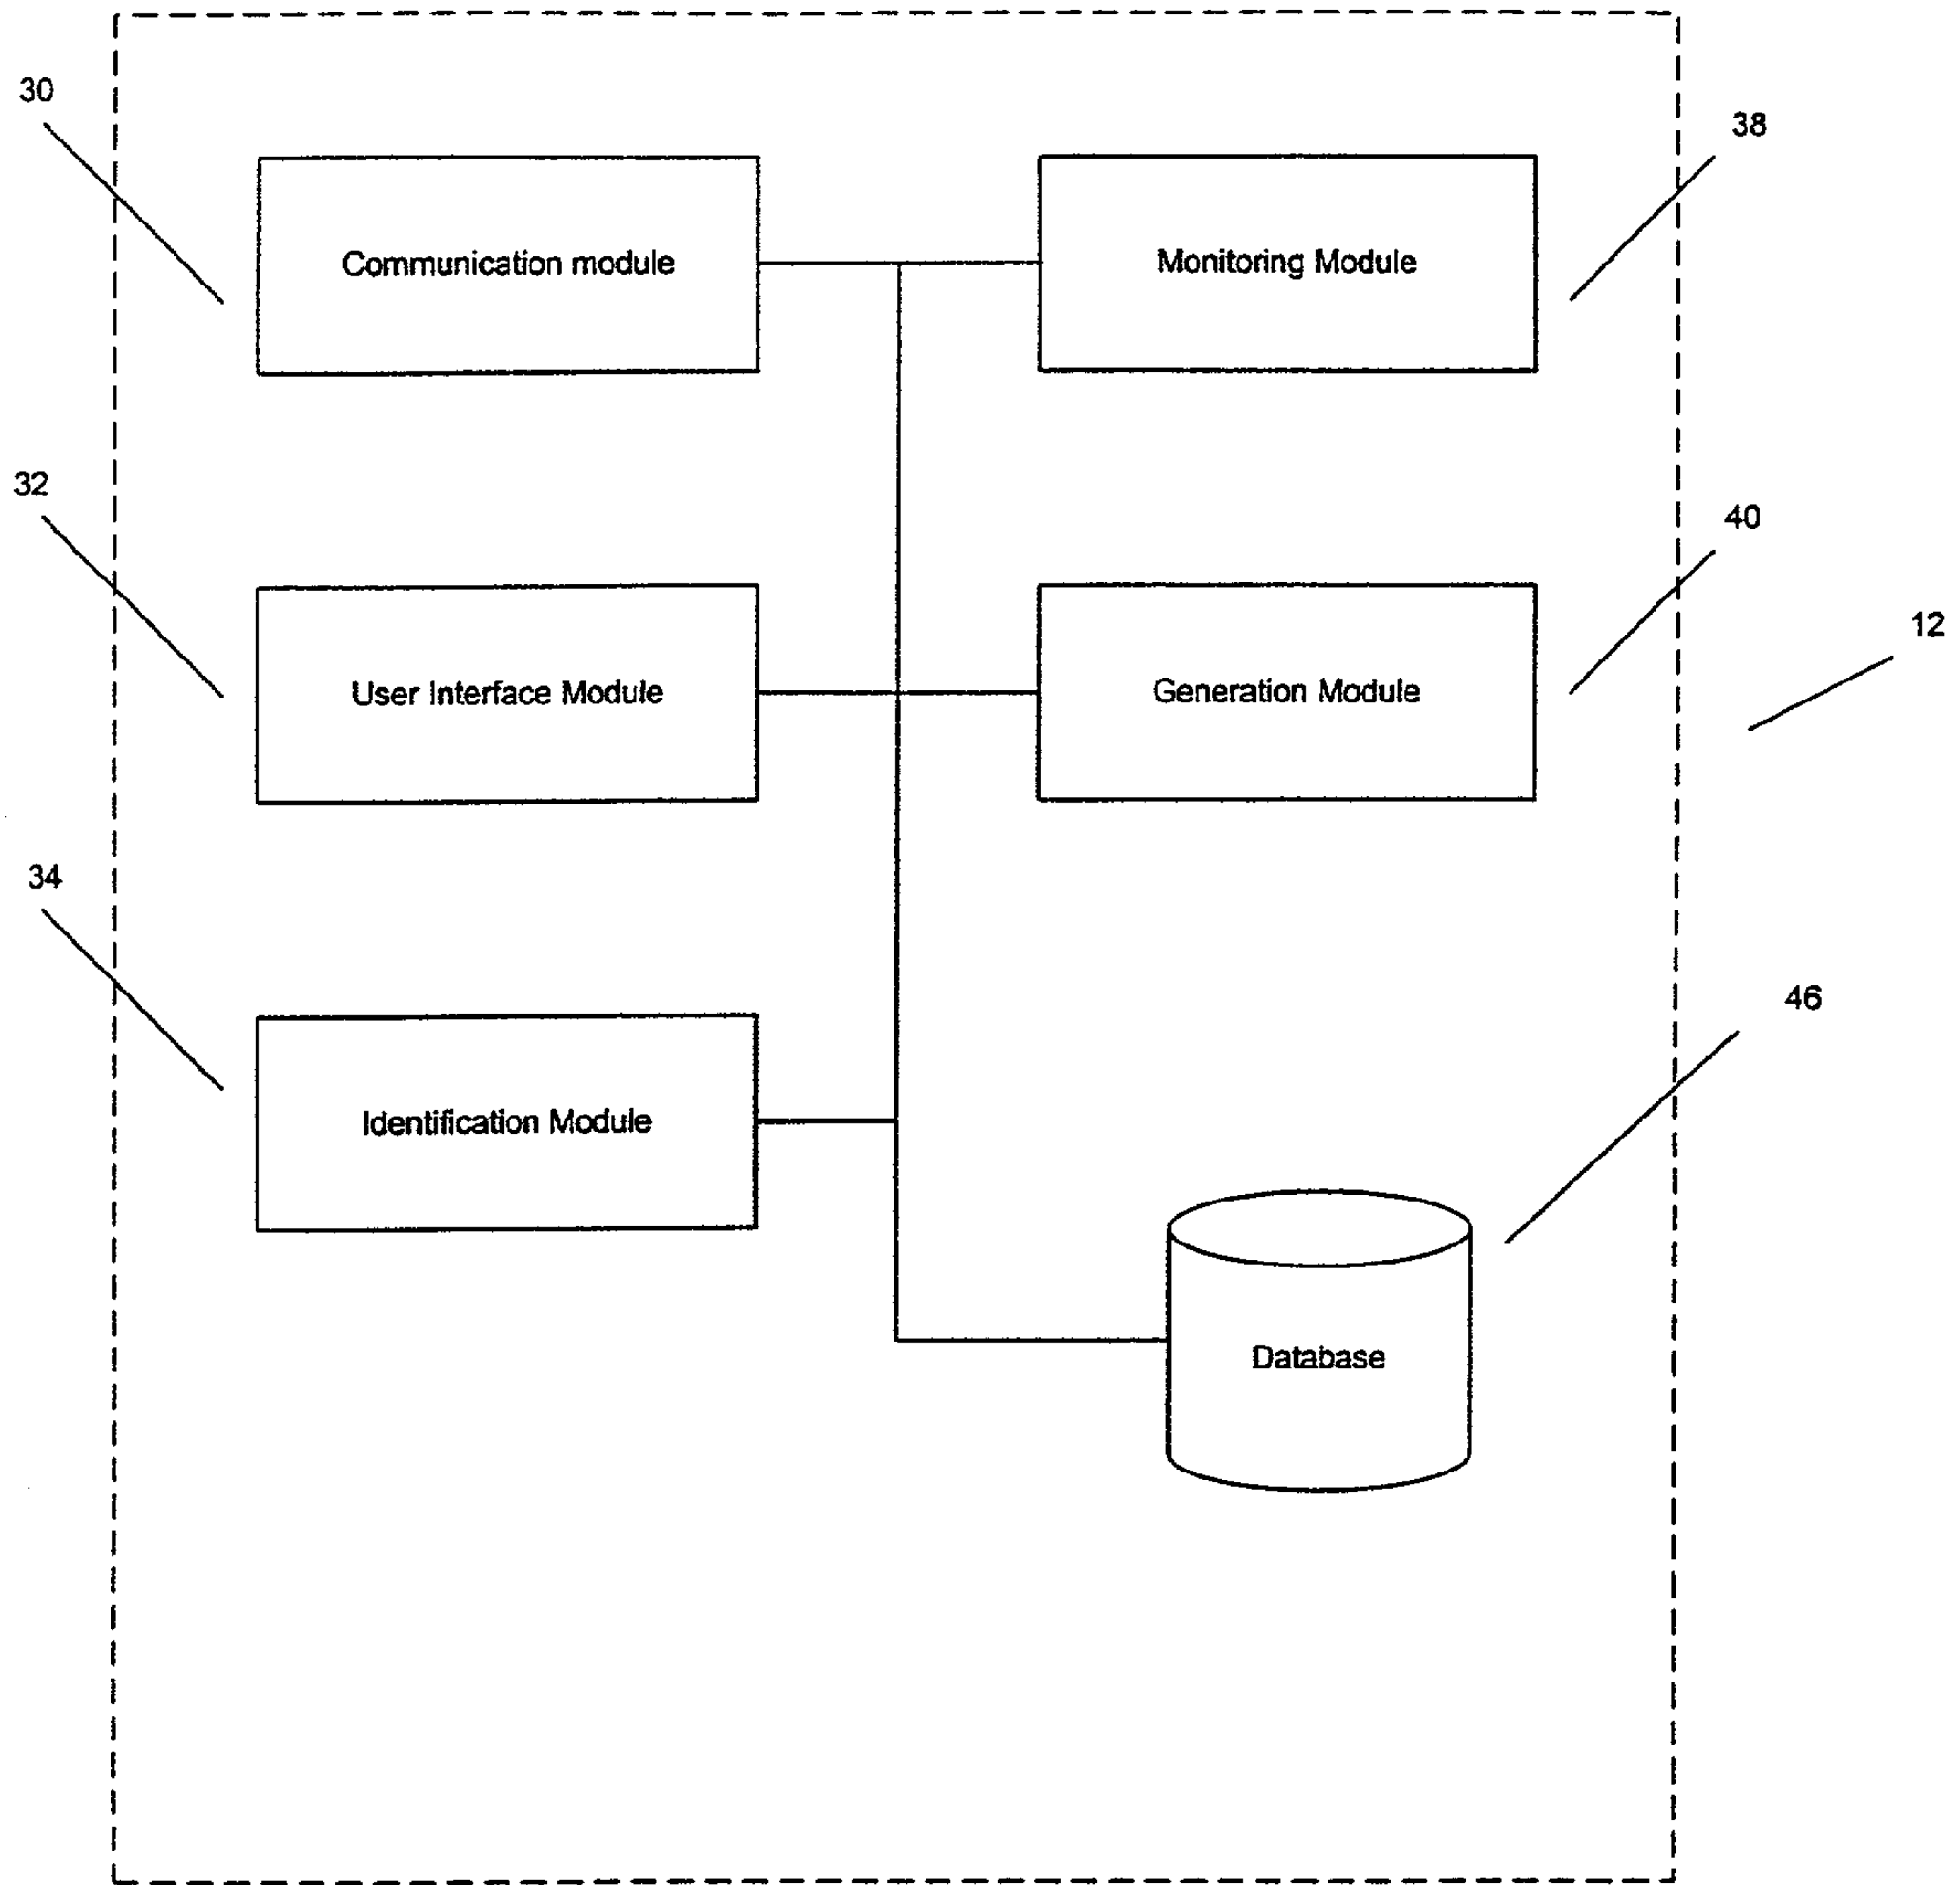 30
38
Communication module
Monitoring Module
32
40
12
User Interface Module
Generation Module
34
46
Identification Module
Database